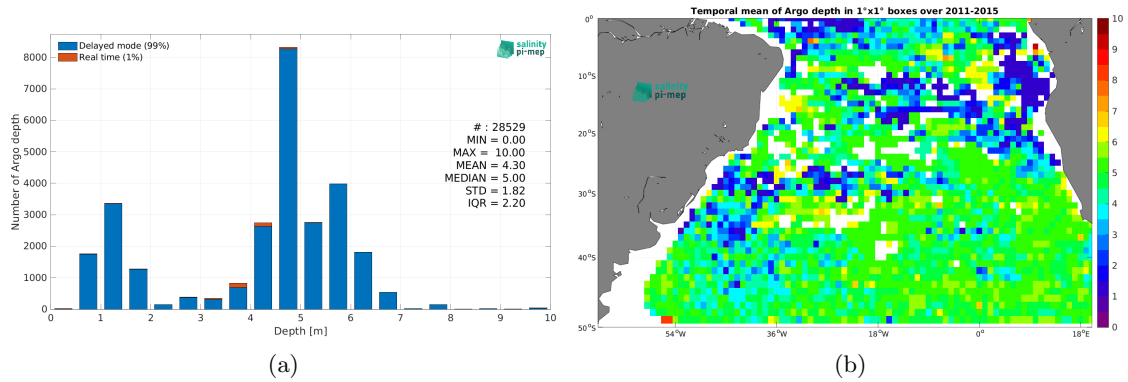 Delayed mode (99%)
Real time (1%)
salinity
pi-mep
# : 28529
MIN = 0.00
MAX = 10.00
MEAN = 4.30
MEDIAN = 5.00
STD = 1.82
IQR = 2.20
Number of Argo depth
8000
7000
6000
5000
4000
3000
2000
1000
0
0 1 2 3 4 5 6 7 8 9 10
Depth [m]
(a)
Temporal mean of Argo depth in 1°x1° boxes over 2011-2015
salinity
pi-mep
0°
10°S
20°S
30°S
40°S
50°S
54°W 36°W 18°W 0° 18°E
10
9
8
7
6
5
4
3
2
1
0
(b)